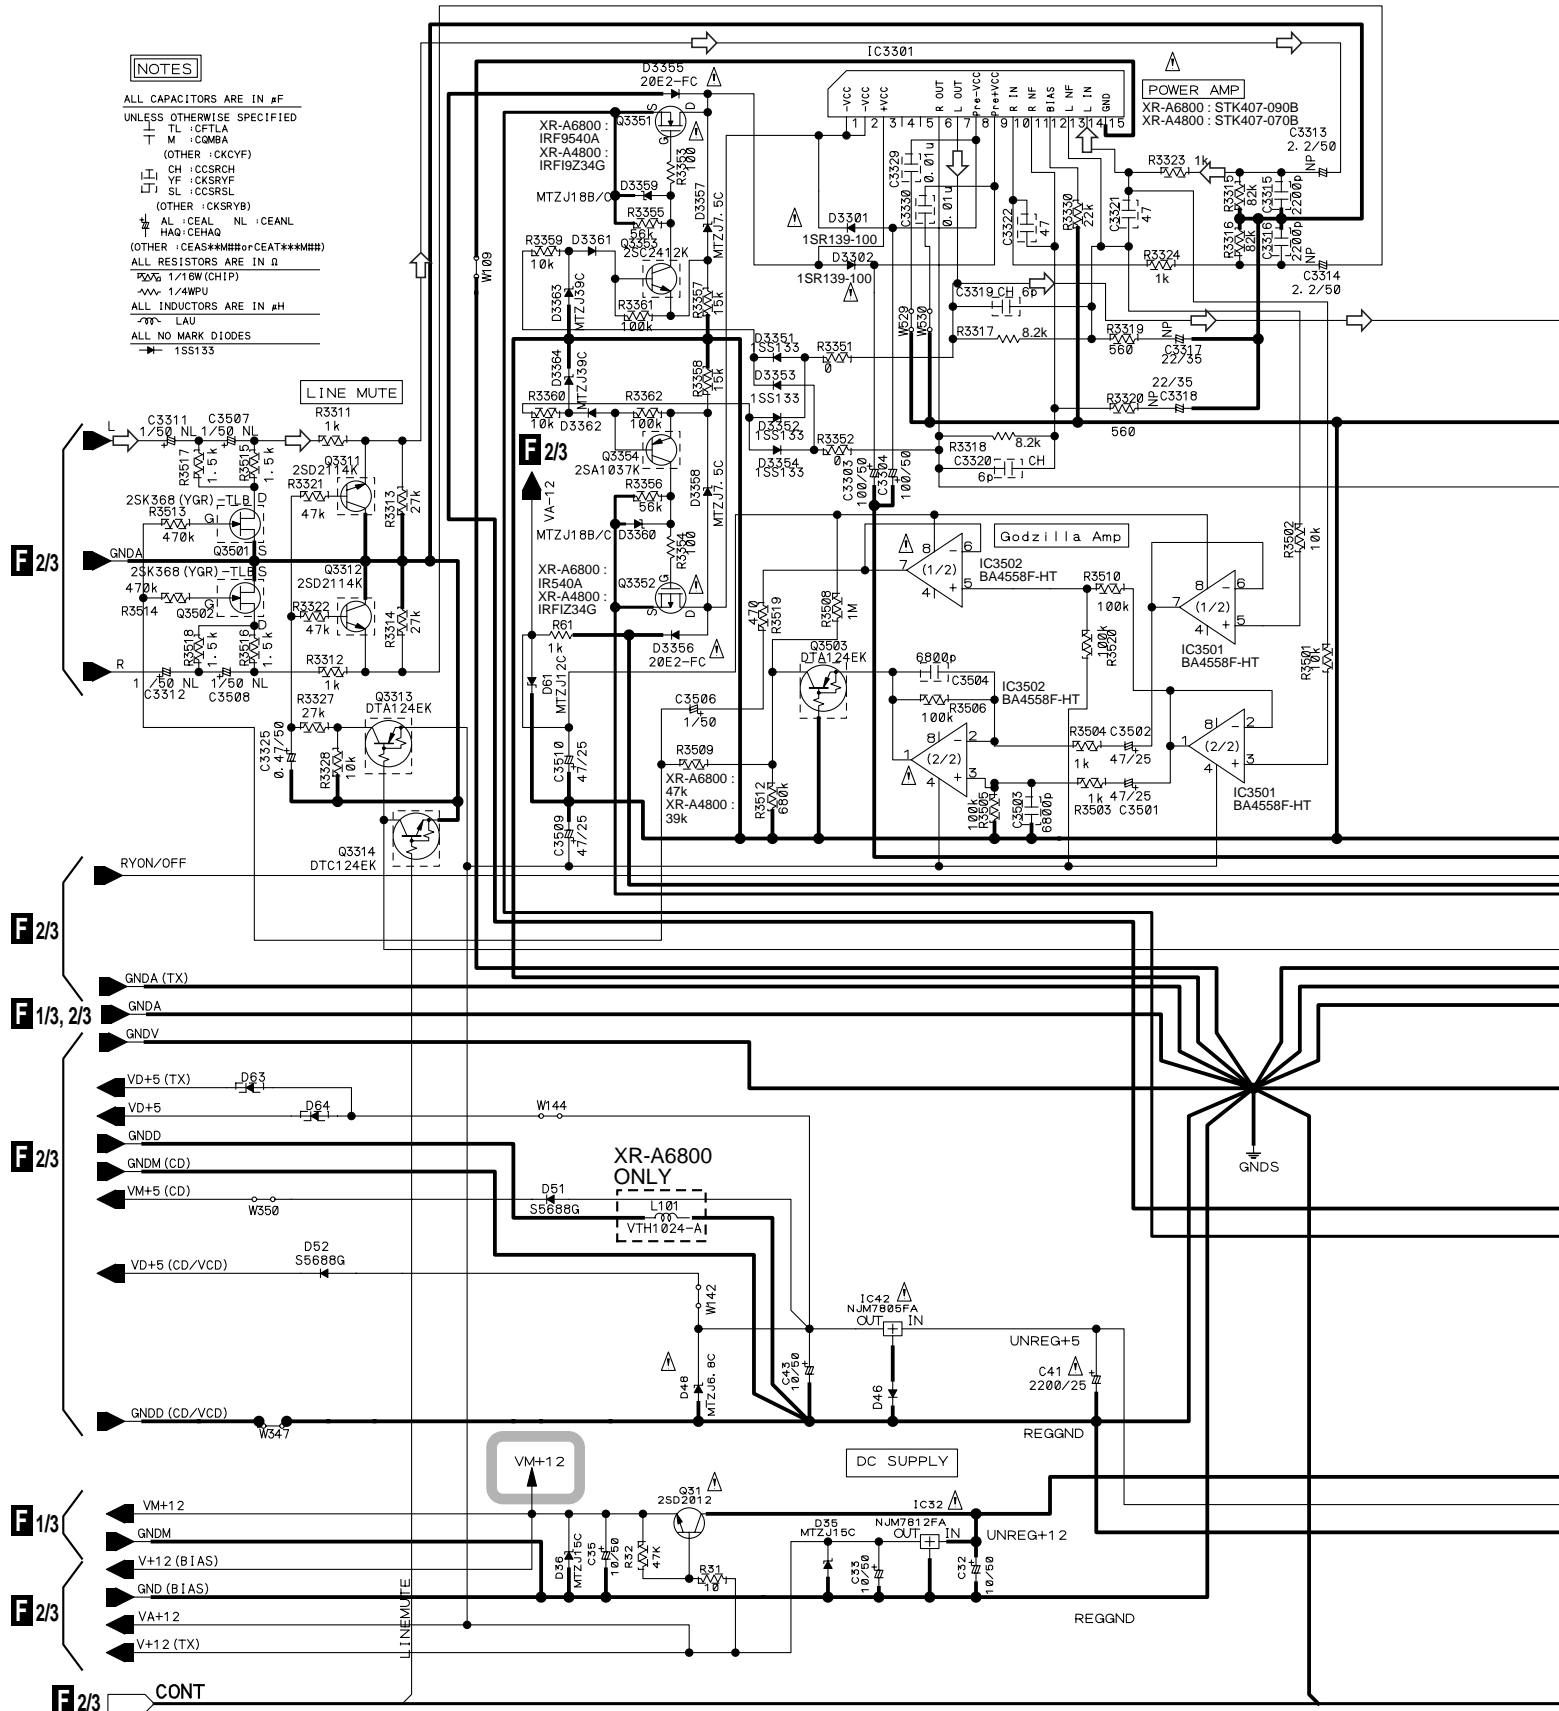 NOTES
ALL CAPACITORS ARE IN μF
UNLESS OTHERWISE SPECIFIED
TL :CFTLA
M :CQMBA
(OTHER :CKCYF)
CH :CCSRCH
YF :CKSRYF
SL :CCSRSL
(OTHER :CKSRYB)
AL :CEAL NL :CEANL
HAQ:CEHAQ
(OTHER :CEAS**M##orCEAT***M##)
ALL RESISTORS ARE IN Ω
1/16W(CHIP)
1/4WPU
ALL INDUCTORS ARE IN μH
LAU
ALL NO MARK DIODES
1SS133
D3355
20E2-FC
Q3351
S
D
G
XR-A6800 :
IRF9540A
XR-A4800 :
IRFI9Z34G
R3353
100
MTZJ18B/C
D3359
R3355
56k
D3357
MTZJ7.5C
R3359
10k
D3361
Q3353
2SC2412K
D3363
MTZJ39C
R3361
100k
R3357
15k
W109
IC3301
-VCC
-VCC
+VCC
R OUT
L OUT
Pre-VCC
Pre+VCC
R IN
R NF
BIAS
L NF
L IN
GND
1 2 3 4 5 6 7 8 9 10 11 12 13 14 15
POWER AMP
XR-A6800 : STK407-090B
XR-A4800 : STK407-070B
C3313
2.2/50
NP
R3323 1k
R3315
82k
C3315
2200p
R3316
82k
C3316
2200p
C3329
0.01u
C3330
0.01u
D3301
1SR139-100
D3302
1SR139-100
C3322
47
R3330
22k
C3321
47
R3324
1k
NP
C3314
2.2/50
W529
W530
C3319 CH 6p
R3317
8.2k
R3319
560
NP
C3317
22/35
D3364
MTZJ39C
R3358
15k
D3351
1SS133
D3353
1SS133
D3352
1SS133
D3354
1SS133
R3351
0
R3352
0
22/35
NP
C3318
R3320
560
R3318
8.2k
C3320
CH
6p
C3303
100/50
C3304
100/50
LINE MUTE
L
C3311
1/50 NL
C3507
1/50 NL
R3311
1k
R3517
1.5k
R3515
1.5k
Q3311
2SD2114K
R3321
47k
R3313
27k
2SK368(YGR)-TLB
D
G
S
R3513
470k
Q3501
F 2/3
GNDA
2SK368(YGR)-TLB
S
G
D
470k
R3514
Q3502
Q3312
2SD2114K
R3322
47k
R3314
27k
R3518
1.5k
R3516
1.5k
R
1/50 NL
C3312
1/50 NL
C3508
R3312
1k
R3327
27k
Q3313
DTA124EK
C3325
0.47/50
R3328
10k
Q3314
DTC124EK
R3360
10k
D3362
R3362
100k
Q3354
2SA1037K
F 2/3
VA-12
R3356
56k
D3358
MTZJ7.5C
MTZJ18B/C D3360
R3354
100
XR-A6800 :
IR540A
XR-A4800 :
IRFIZ34G
Q3352
G
S
D
R61
1k
D3356
20E2-FC
D61
MTZJ12C
C3510
47/25
C3509
47/25
Godzilla Amp
IC3502
BA4558F-HT
(1/2)
8
6
7
5
4
470
R3519
R3508
1M
R3510
100k
100k
R3520
R3502
10k
IC3501
BA4558F-HT
(1/2)
8
6
7
5
4
R3501
10k
Q3503
DTA124EK
6800p
C3504
IC3502
BA4558F-HT
R3506
100k
(2/2)
8
2
1
3
4
C3506
1/50
R3509
XR-A6800 :
47k
XR-A4800 :
39k
R3512
680k
R3504
1k
C3502
47/25
1k
R3503
47/25
C3501
100k
R3505
C3503
6800p
(2/2)
8
2
1
3
4
IC3501
BA4558F-HT
RYON/OFF
F 2/3
GNDA(TX)
F 1/3, 2/3
GNDA
GNDV
VD+5(TX)
D63
VD+5
D64
W144
F 2/3
GNDD
GNDM(CD)
VM+5(CD)
W350
D51
S5688G
XR-A6800
ONLY
L101
VTH1024-A
GNDS
VD+5(CD/VCD)
D52
S5688G
W142
IC42
NJM7805FA
OUT
IN
UNREG+5
D48
MTZJ6.8C
C43
10/50
D46
C41
2200/25
GNDD(CD/VCD)
W347
REGGND
VM+12
DC SUPPLY
F 1/3
VM+12
Q31
2SD2012
IC32
NJM7812FA
OUT
IN
UNREG+12
GNDM
D36
MTZJ15C
C35
10/50
R32
47K
R31
10
D35
MTZJ15C
C33
10/50
C32
10/50
V+12(BIAS)
F 2/3
GND(BIAS)
REGGND
VA+12
V+12(TX)
LINEMUTE
F 2/3
CONT